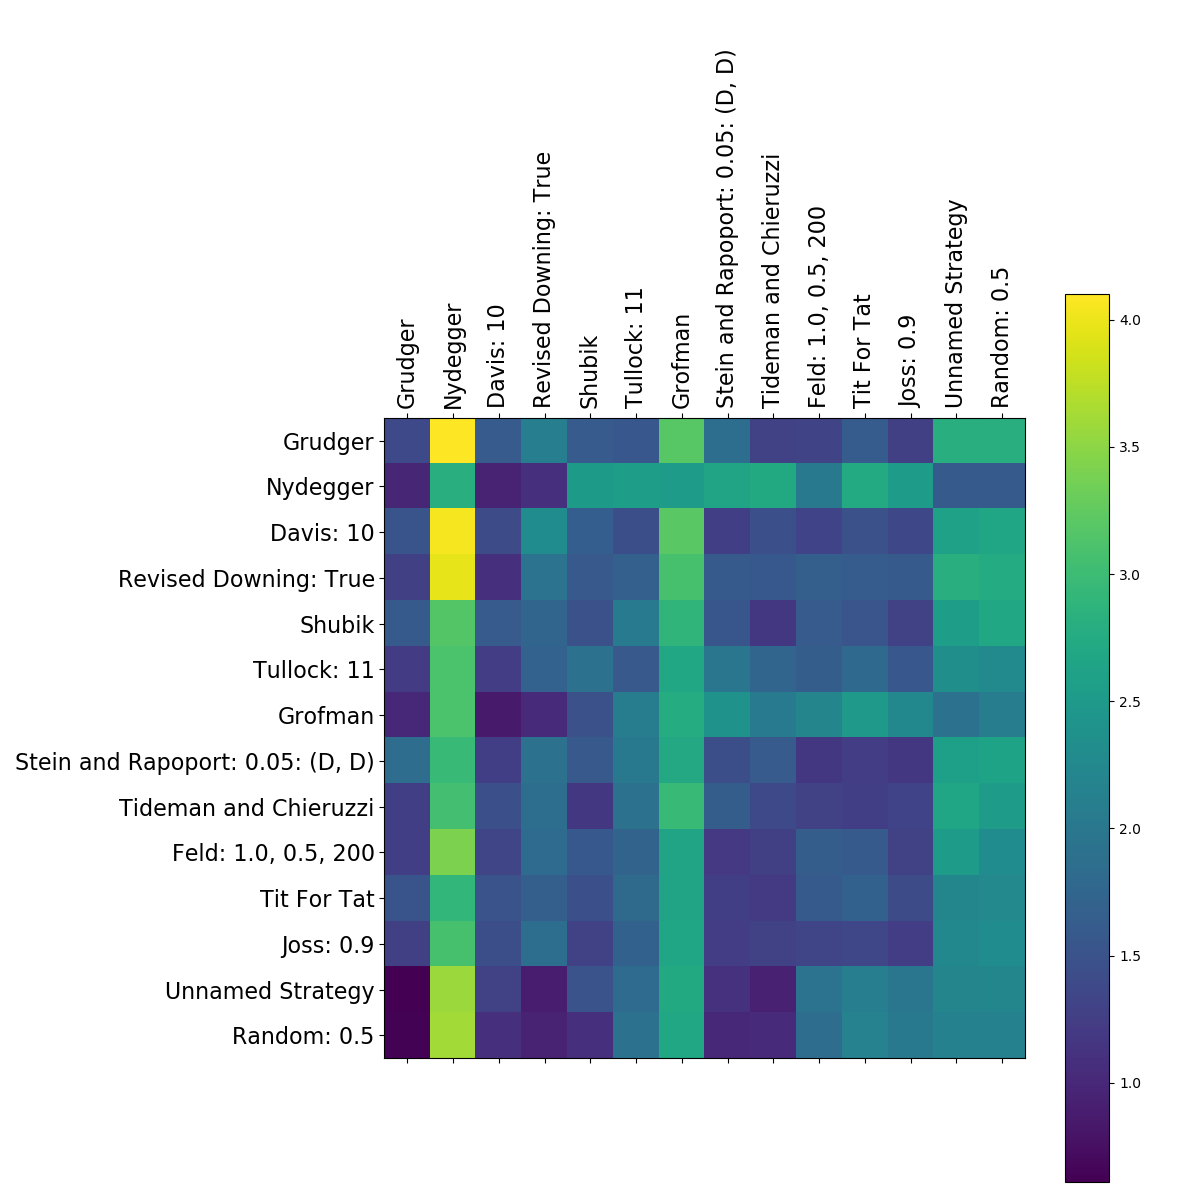 Grudger
Nydegger
Davis: 10
Revised Downing: True
Shubik
Tullock: 11
Grofman
Stein and Rapoport: 0.05: (D, D)
Tideman and Chieruzzi
Feld: 1.0, 0.5, 200
Tit For Tat
Joss: 0.9
Unnamed Strategy
Random: 0.5
Grudger
Nydegger
Davis: 10
Revised Downing: True
Shubik
Tullock: 11
Grofman
Stein and Rapoport: 0.05: (D, D)
Tideman and Chieruzzi
Feld: 1.0, 0.5, 200
Tit For Tat
Joss: 0.9
Unnamed Strategy
Random: 0.5
4.0
3.5
3.0
2.5
2.0
1.5
1.0